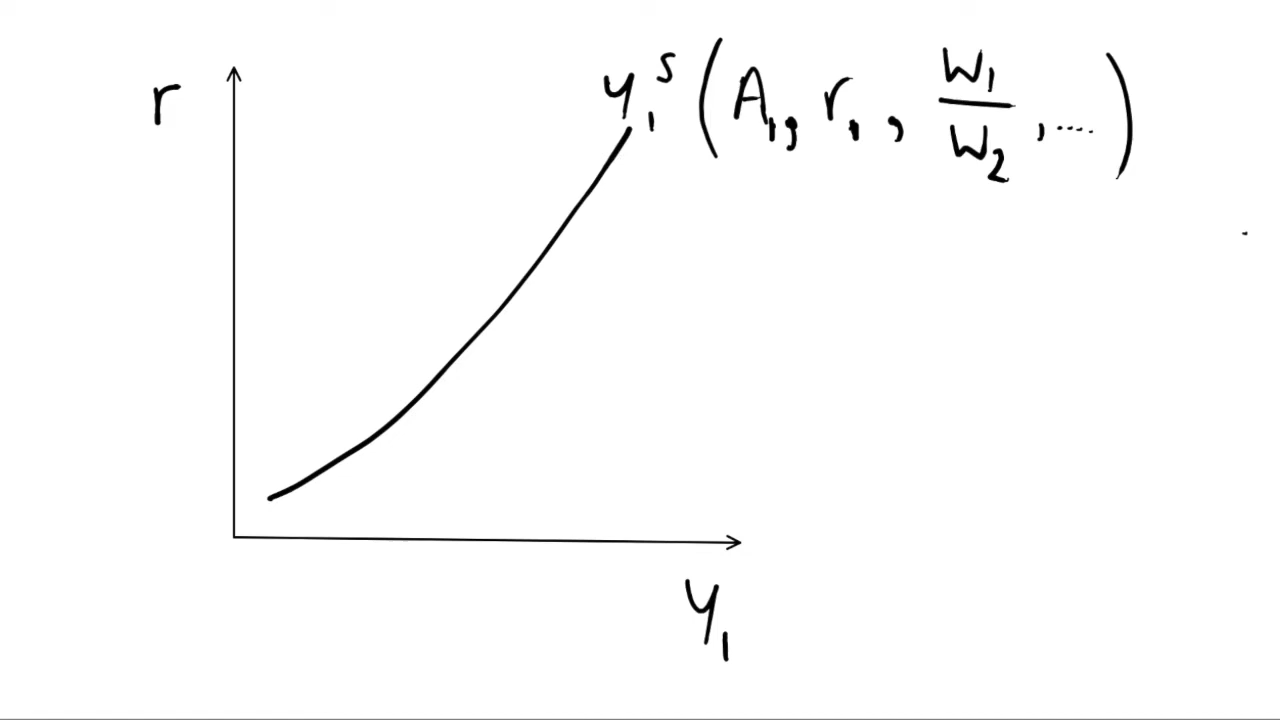 r
y₁ˢ (A₁, r₁, w₁/w₂, ....)
y₁